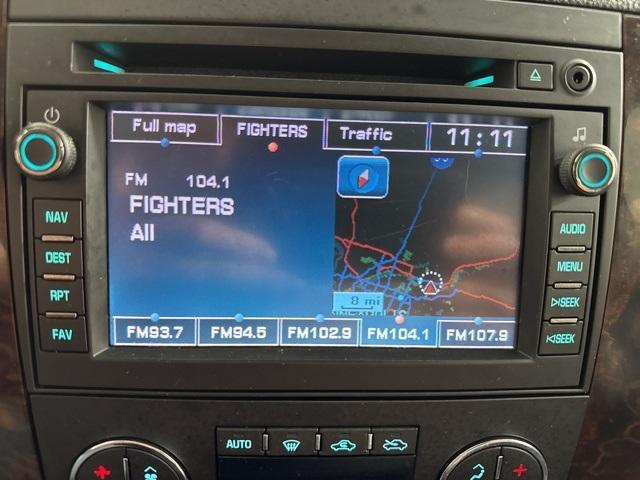 Full map
FIGHTERS
Traffic
11:11
FM 104.1
FIGHTERS
All
8 mi
FM93.7
FM94.5
FM102.9
FM104.1
FM107.9
NAV
DEST
RPT
FAV
AUDIO
MENU
SEEK
SEEK
AUTO